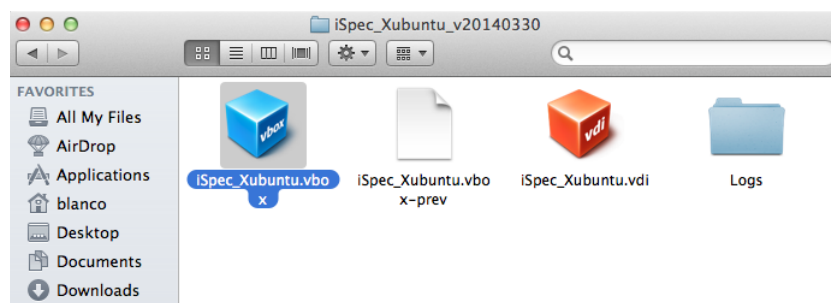 iSpec_Xubuntu_v20140330
FAVORITES
All My Files
AirDrop
Applications
blanco
Desktop
Documents
Downloads
vbox
iSpec_Xubuntu.vbo
x
iSpec_Xubuntu.vbo
x-prev
vdi
iSpec_Xubuntu.vdi
Logs